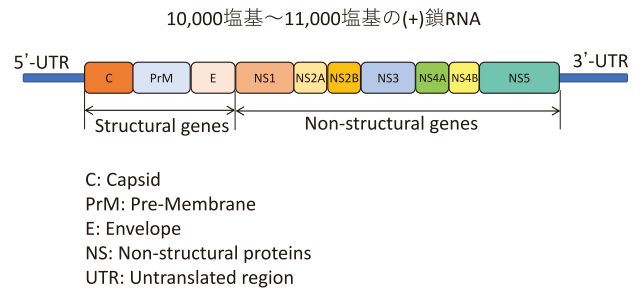 10,000塩基～11,000塩基の(+)鎖RNA
5’-UTR
3’-UTR
C PrM E NS1 NS2A NS2B NS3 NS4A NS4B NS5
Structural genes
Non-structural genes
C: Capsid
PrM: Pre-Membrane
E: Envelope
NS: Non-structural proteins
UTR: Untranslated region